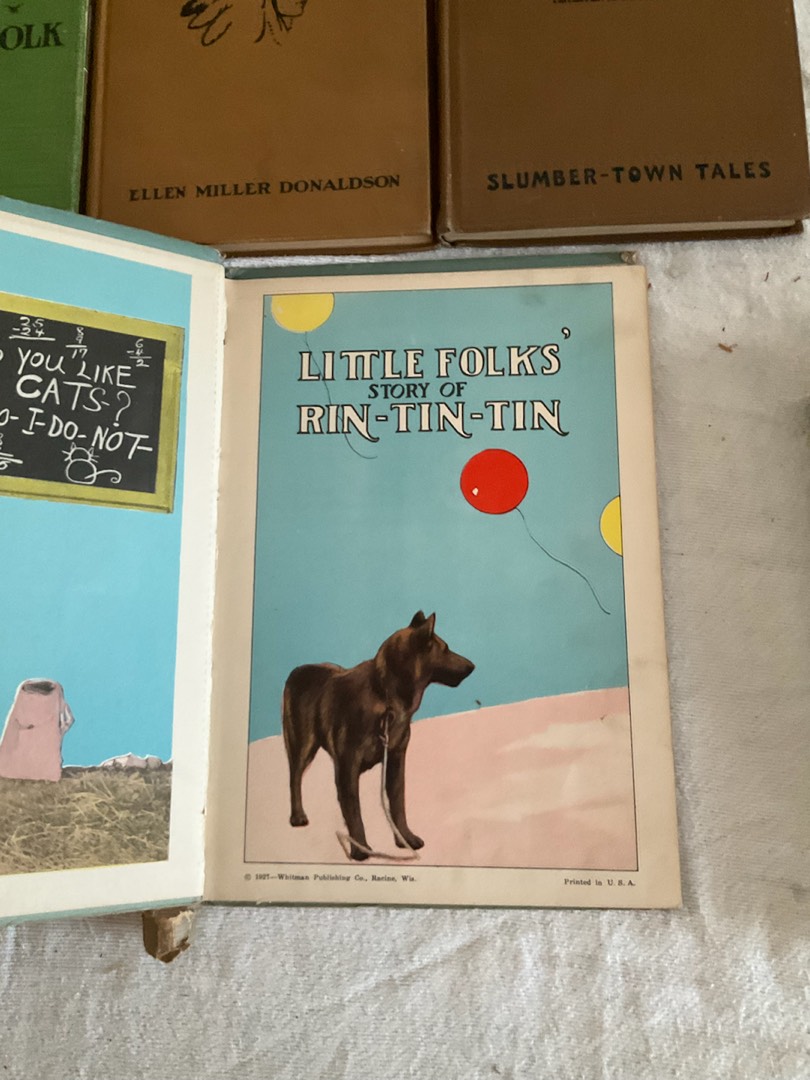 OLK
ELLEN MILLER DONALDSON
SLUMBER-TOWN TALES
YOU LIKE
CATS-?
I-DO-NOT-
LITTLE FOLKS'
STORY OF
RIN-TIN-TIN
© 1927—Whitman Publishing Co., Racine, Wis.
Printed in U. S. A.